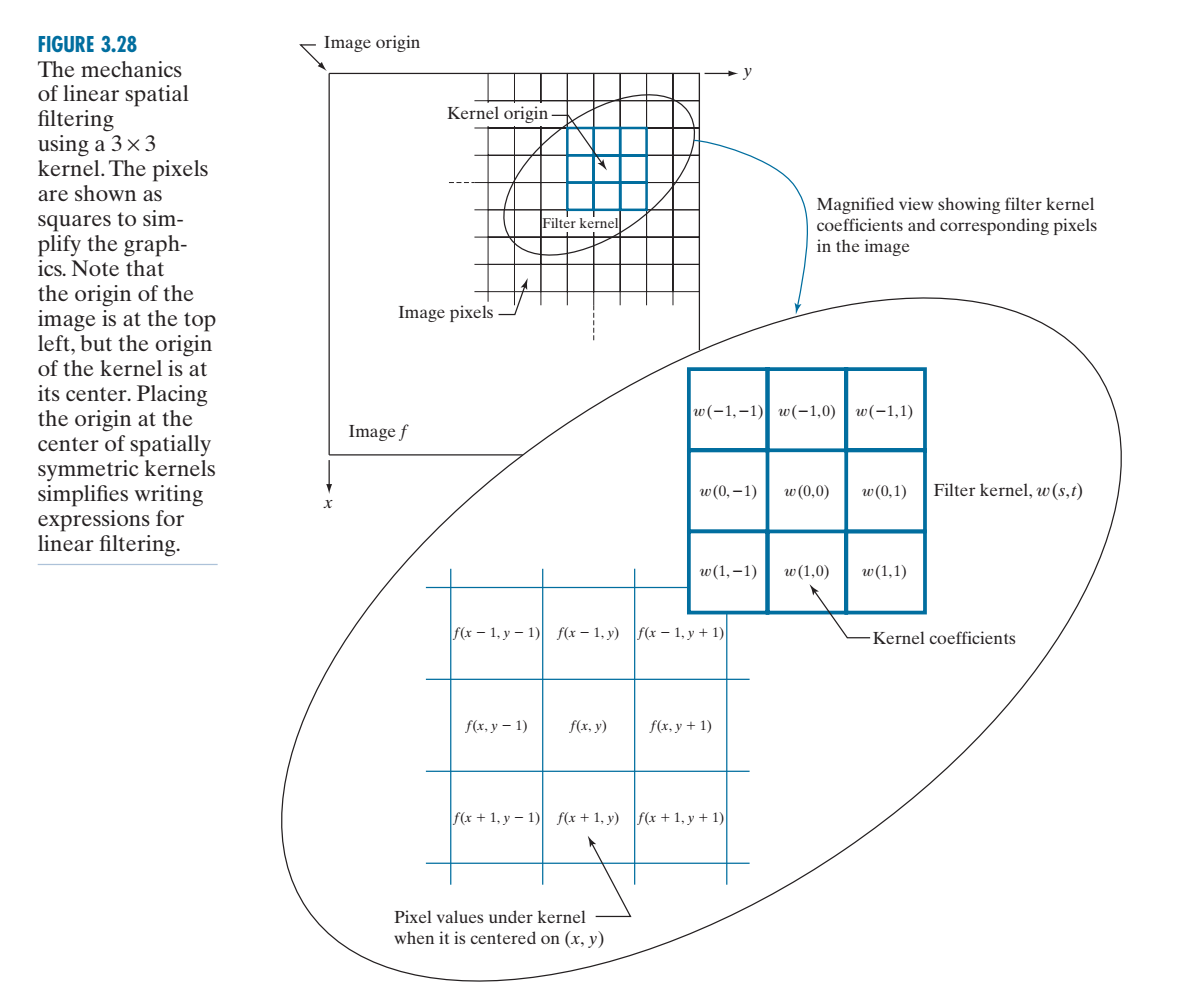 FIGURE 3.28
The mechanics
of linear spatial
filtering
using a 3 × 3
kernel. The pixels
are shown as
squares to sim-
plify the graph-
ics. Note that
the origin of the
image is at the top
left, but the origin
of the kernel is at
its center. Placing
the origin at the
center of spatially
symmetric kernels
simplifies writing
expressions for
linear filtering.
Image origin
y
Kernel origin
Filter kernel
Image pixels
Image f
x
Magnified view showing filter kernel
coefficients and corresponding pixels
in the image
w(−1,−1) w(−1,0) w(−1,1)
w(0,−1) w(0,0) w(0,1)
Filter kernel, w(s,t)
w(1,−1) w(1,0) w(1,1)
Kernel coefficients
f(x − 1, y − 1) f(x − 1, y) f(x − 1, y + 1)
f(x, y − 1) f(x, y) f(x, y + 1)
f(x + 1, y − 1) f(x + 1, y) f(x + 1, y + 1)
Pixel values under kernel
when it is centered on (x, y)